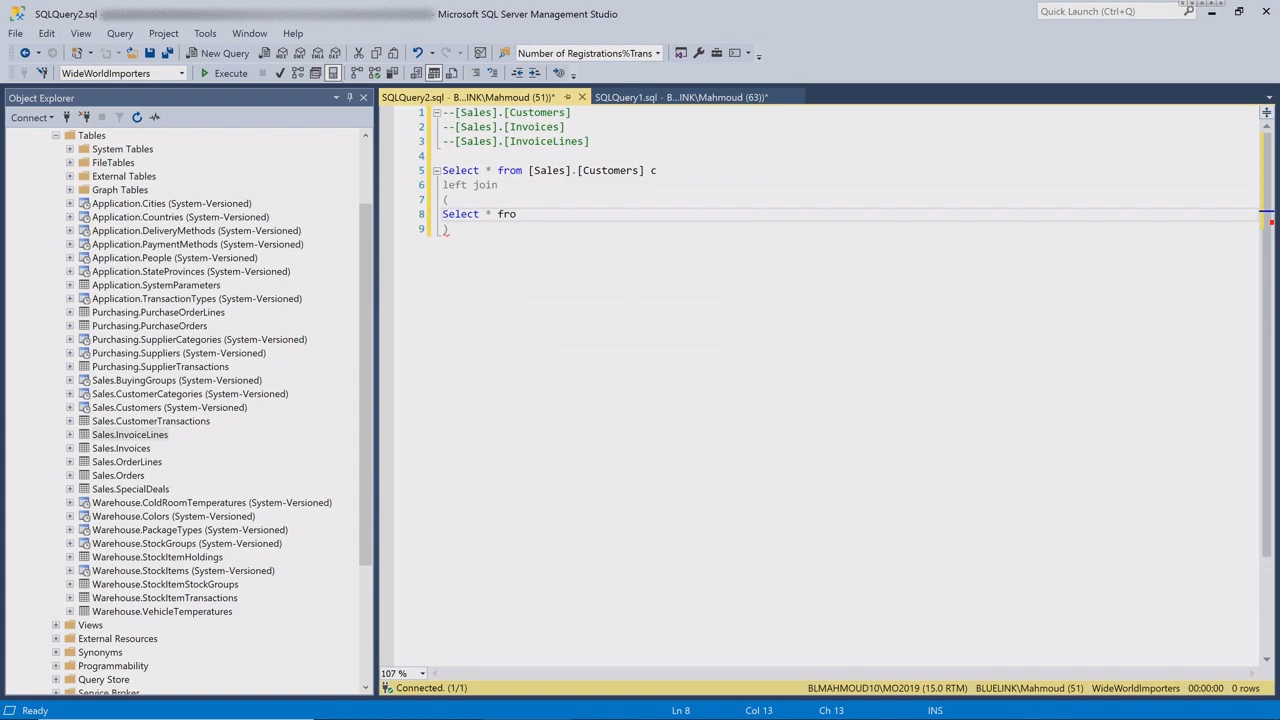 SQLQuery2.sql
Microsoft SQL Server Management Studio
Quick Launch (Ctrl+Q)
File Edit View Query Project Tools Window Help
New Query
Number of Registrations%Trans
WideWorldImporters
Execute
Object Explorer
SQLQuery2.sql - B...INK\Mahmoud (51))*
SQLQuery1.sql - B...INK\Mahmoud (63))*
Connect
Tables
System Tables
FileTables
External Tables
Graph Tables
Application.Cities (System-Versioned)
Application.Countries (System-Versioned)
Application.DeliveryMethods (System-Versioned)
Application.PaymentMethods (System-Versioned)
Application.People (System-Versioned)
Application.StateProvinces (System-Versioned)
Application.SystemParameters
Application.TransactionTypes (System-Versioned)
Purchasing.PurchaseOrderLines
Purchasing.PurchaseOrders
Purchasing.SupplierCategories (System-Versioned)
Purchasing.Suppliers (System-Versioned)
Purchasing.SupplierTransactions
Sales.BuyingGroups (System-Versioned)
Sales.CustomerCategories (System-Versioned)
Sales.Customers (System-Versioned)
Sales.CustomerTransactions
Sales.InvoiceLines
Sales.Invoices
Sales.OrderLines
Sales.Orders
Sales.SpecialDeals
Warehouse.ColdRoomTemperatures (System-Versioned)
Warehouse.Colors (System-Versioned)
Warehouse.PackageTypes (System-Versioned)
Warehouse.StockGroups (System-Versioned)
Warehouse.StockItemHoldings
Warehouse.StockItems (System-Versioned)
Warehouse.StockItemStockGroups
Warehouse.StockItemTransactions
Warehouse.VehicleTemperatures
Views
External Resources
Synonyms
Programmability
Query Store
Service Broker
1 --[Sales].[Customers]
2 --[Sales].[Invoices]
3 --[Sales].[InvoiceLines]
4
5 Select * from [Sales].[Customers] c
6 left join
7 (
8 Select * fro
9 )
107 %
Connected. (1/1)
BLMAHMOUD10\MO2019 (15.0 RTM) BLUELINK\Mahmoud (51) WideWorldImporters 00:00:00 0 rows
Ready Ln 8 Col 13 Ch 13 INS